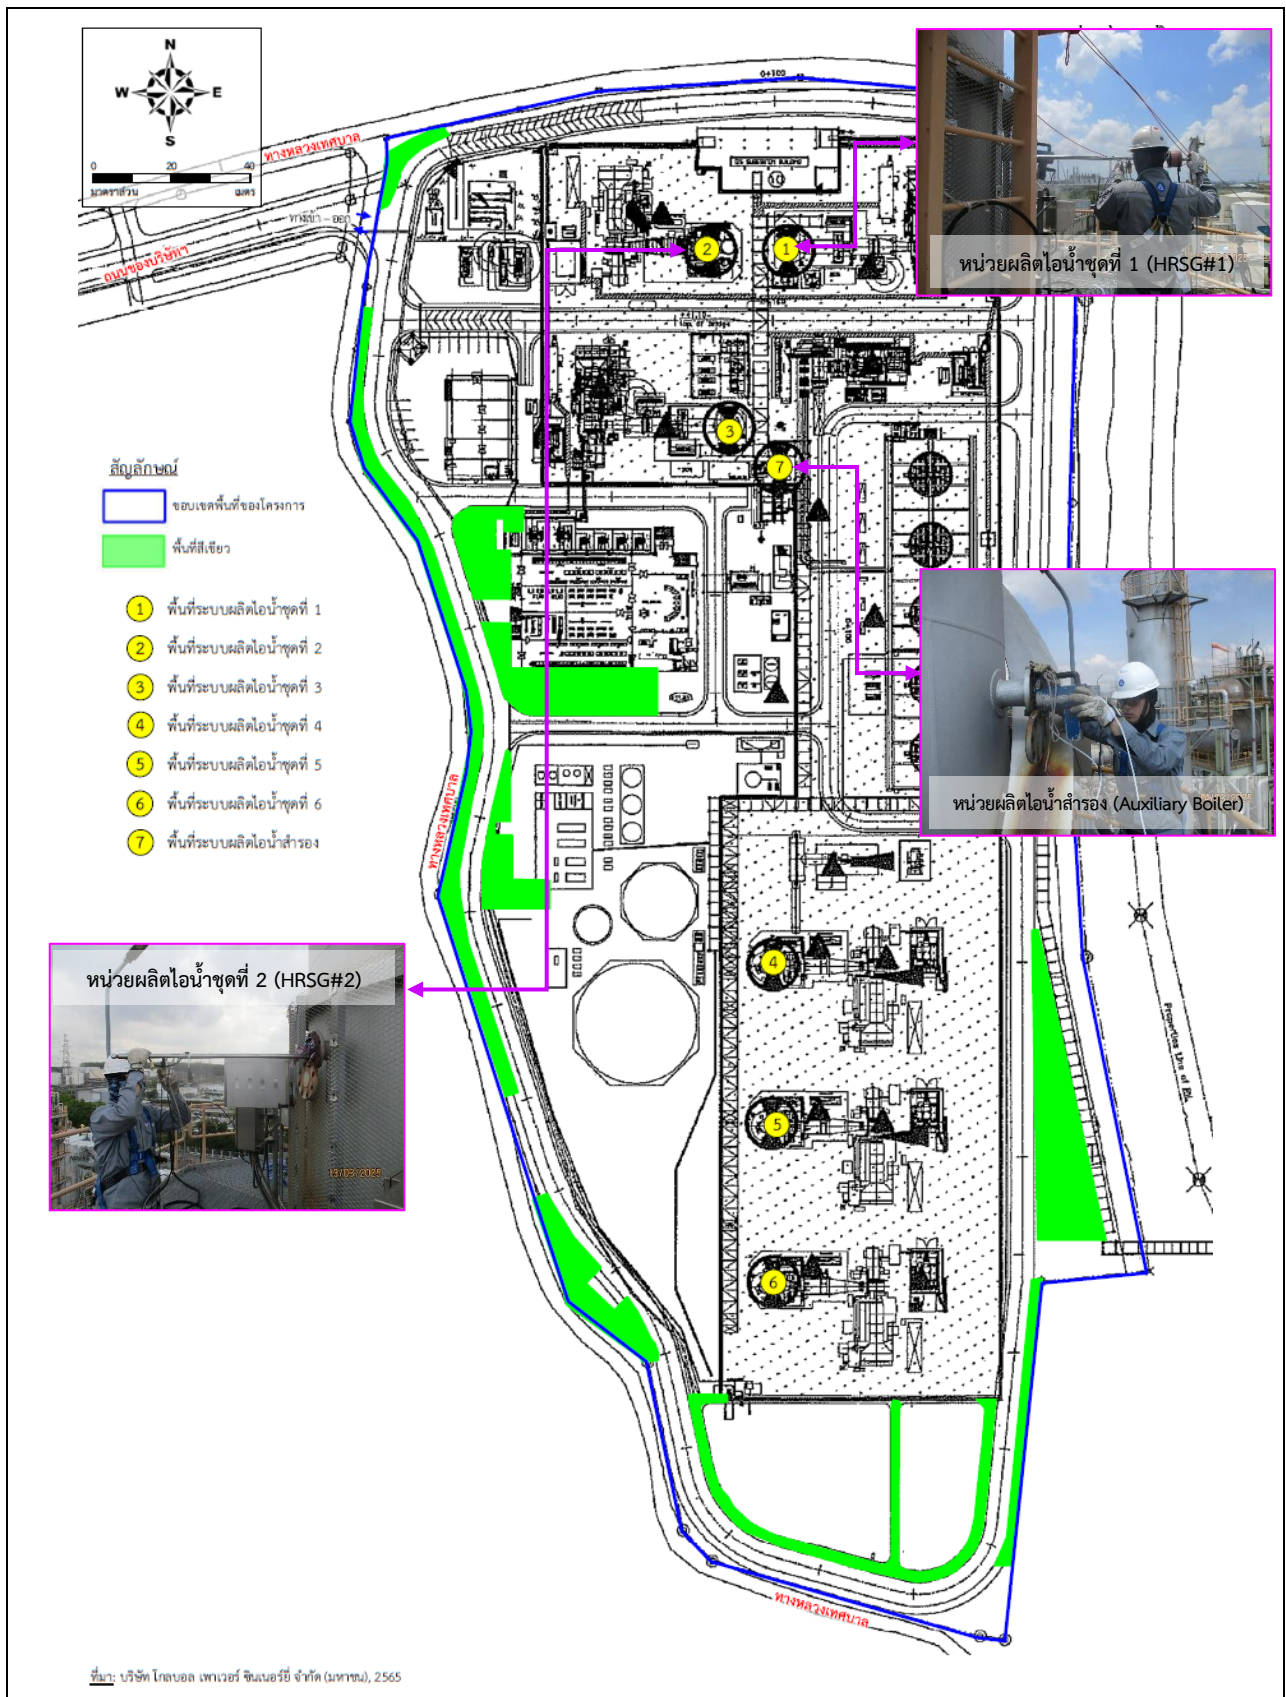 N
W E
S
0 20 40
มาตราส่วน เมตร
ทางหลวงเทศบาล
ทางเข้า - ออก
ถนนของบริษัทฯ
0+100
หน่วยผลิตไอน้ำชุดที่ 1 (HRSG#1)
2
1
3
7
สัญลักษณ์
ขอบเขตพื้นที่ของโครงการ
พื้นที่สีเขียว
1 พื้นที่ระบบผลิตไอน้ำชุดที่ 1
2 พื้นที่ระบบผลิตไอน้ำชุดที่ 2
3 พื้นที่ระบบผลิตไอน้ำชุดที่ 3
4 พื้นที่ระบบผลิตไอน้ำชุดที่ 4
5 พื้นที่ระบบผลิตไอน้ำชุดที่ 5
6 พื้นที่ระบบผลิตไอน้ำชุดที่ 6
7 พื้นที่ระบบผลิตไอน้ำสำรอง
หน่วยผลิตไอน้ำสำรอง (Auxiliary Boiler)
ทางหลวงเทศบาล
หน่วยผลิตไอน้ำชุดที่ 2 (HRSG#2)
13/03/2025
4
5
6
Properties Line of
ทางหลวงเทศบาล
ที่มา: บริษัท โกลบอล เพาเวอร์ ซินเนอร์ยี่ จำกัด (มหาชน), 2565